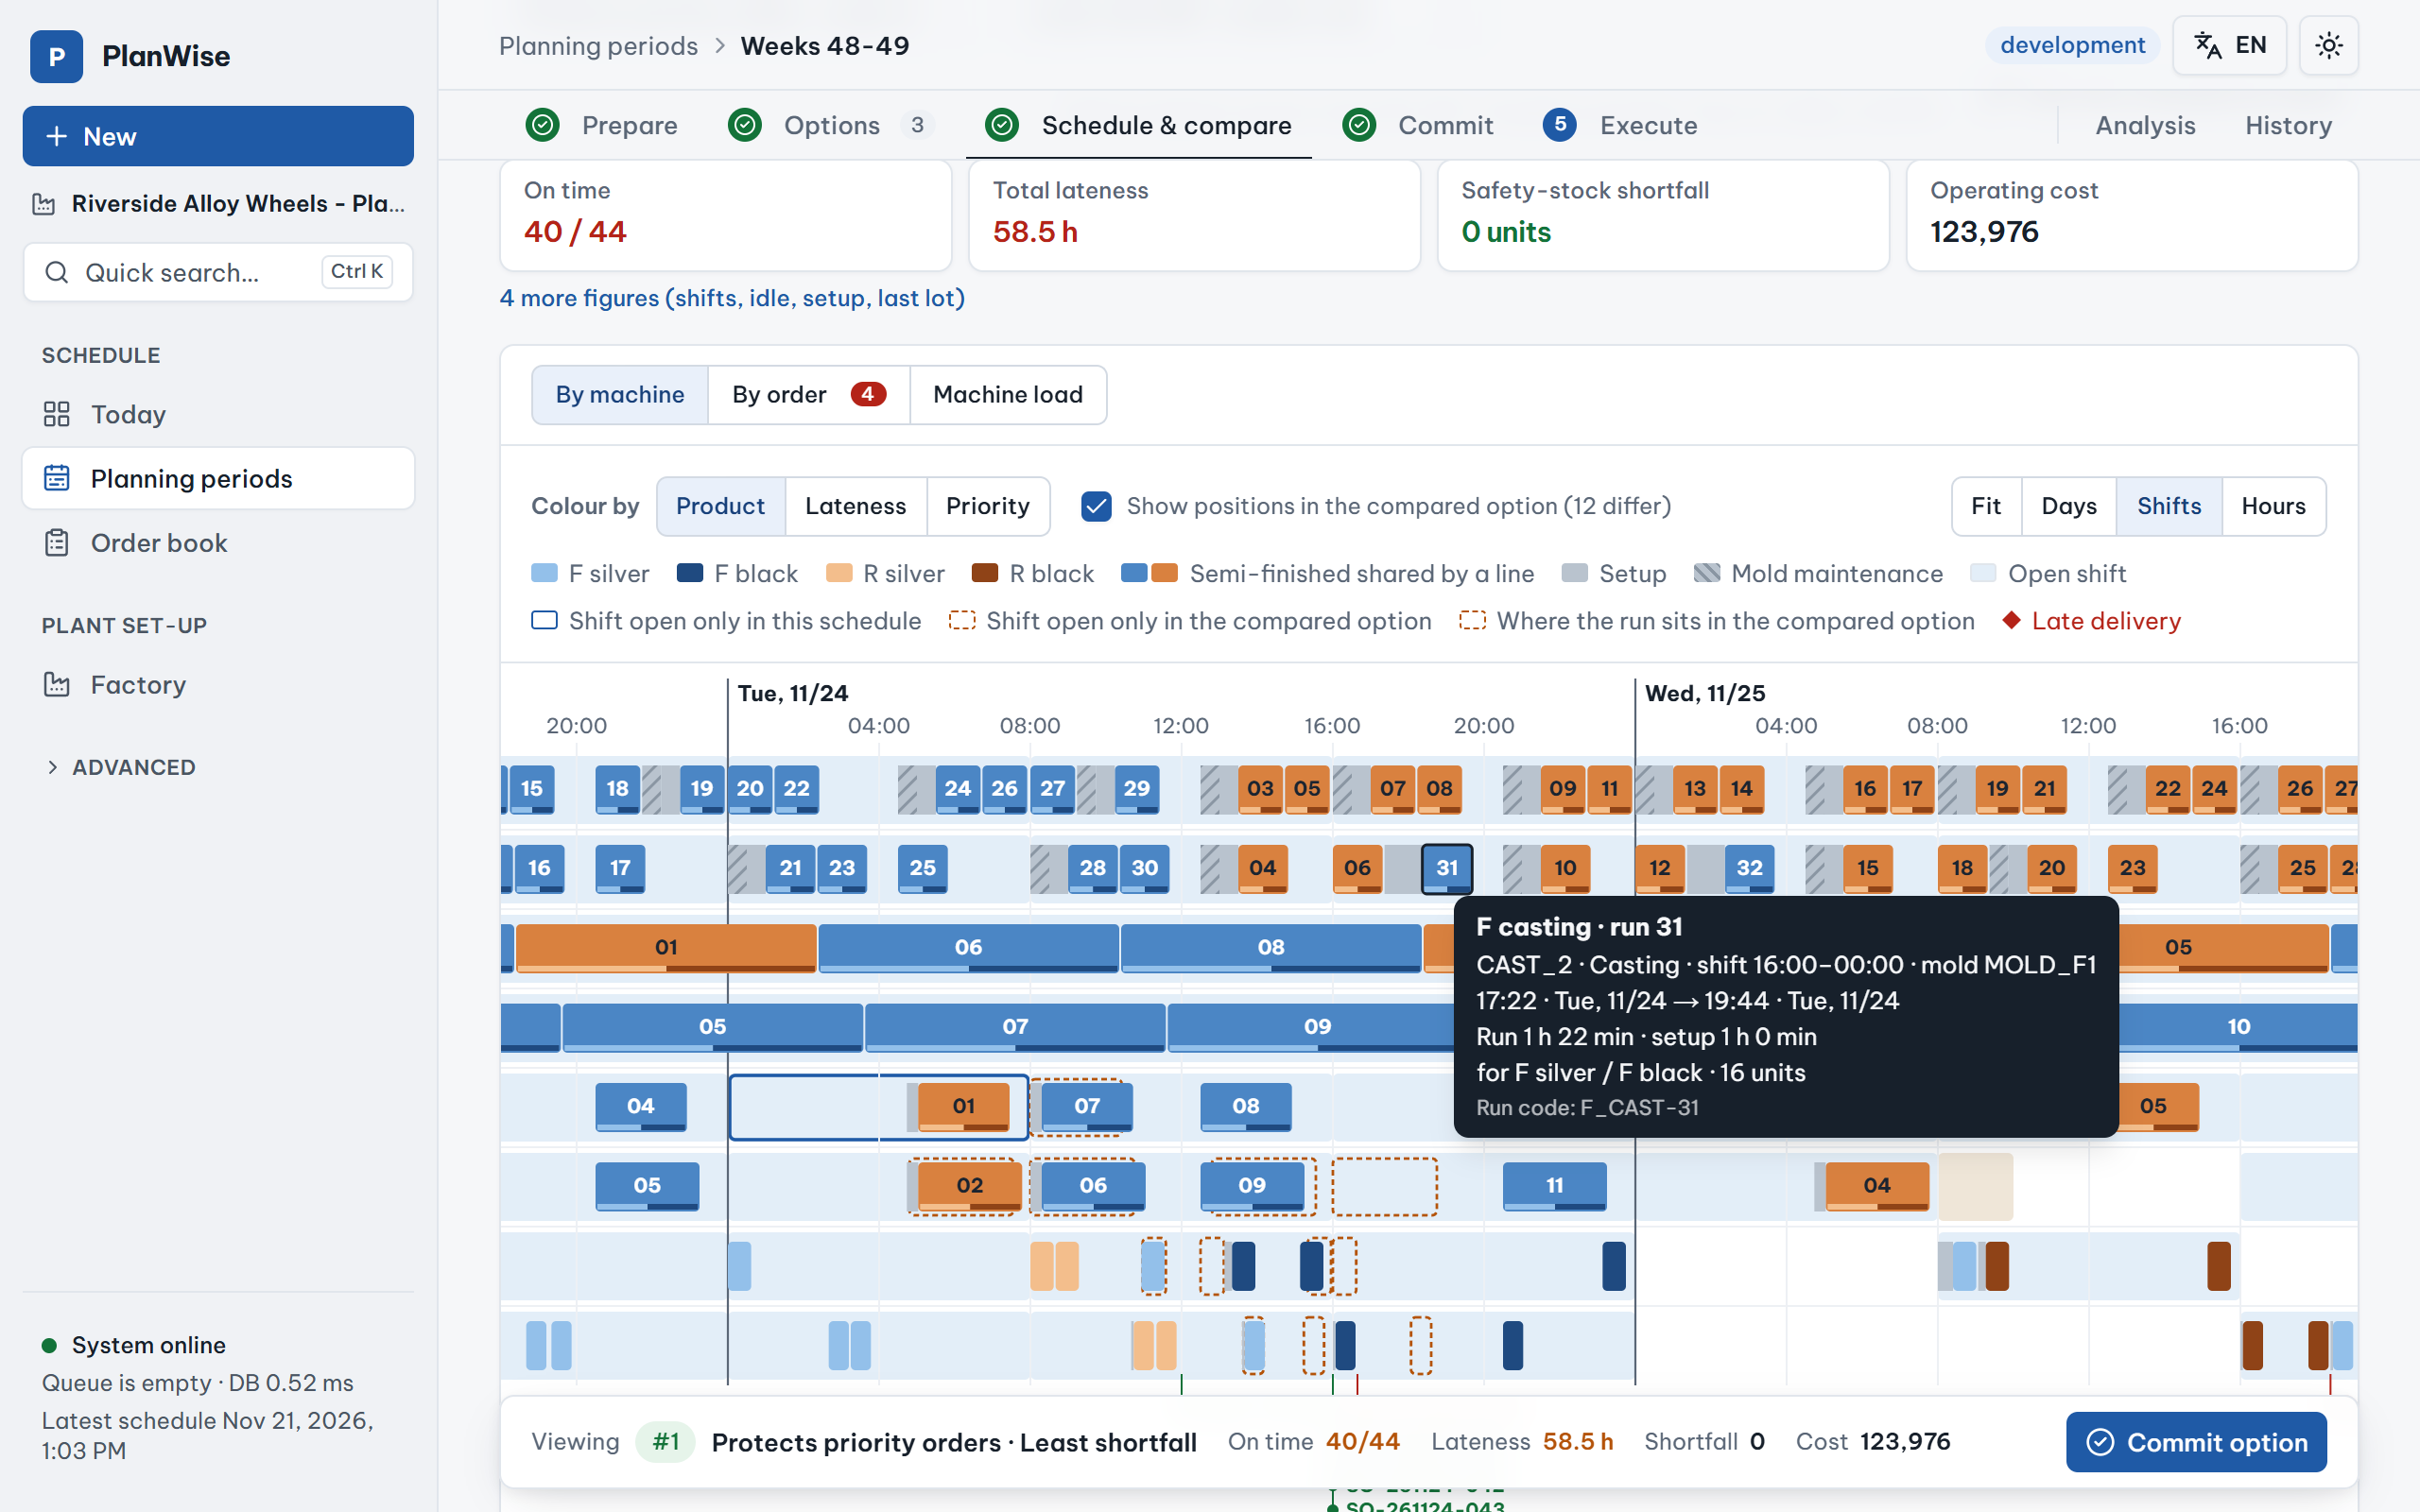 P PlanWise
New
Riverside Alloy Wheels - Pla...
Quick search... Ctrl K
SCHEDULE
Today
Planning periods
Order book
PLANT SET-UP
Factory
ADVANCED
System online
Queue is empty · DB 0.52 ms
Latest schedule Nov 21, 2026,
1:03 PM
Planning periods > Weeks 48-49
development EN
Prepare Options 3 Schedule & compare Commit 5 Execute Analysis History
On time Total lateness Safety-stock shortfall Operating cost
40 / 44 58.5 h 0 units 123,976
4 more figures (shifts, idle, setup, last lot)
By machine By order 4 Machine load
Colour by Product Lateness Priority Show positions in the compared option (12 differ) Fit Days Shifts Hours
F silver F black R silver R black Semi-finished shared by a line Setup Mold maintenance Open shift
Shift open only in this schedule Shift open only in the compared option Where the run sits in the compared option Late delivery
Tue, 11/24 Wed, 11/25
20:00 04:00 08:00 12:00 16:00 20:00 04:00 08:00 12:00 16:00
15 18 19 20 22 24 26 27 29 03 05 07 08 09 11 13 14 16 17 19 21 22 24 26 27
16 17 21 23 25 28 30 04 06 31 10 12 32 15 18 20 23 25
01 06 08 05
05 07 09 10
04 01 07 08 05
05 02 06 09 11 04
F casting · run 31
CAST_2 · Casting · shift 16:00–00:00 · mold MOLD_F1
17:22 · Tue, 11/24 → 19:44 · Tue, 11/24
Run 1 h 22 min · setup 1 h 0 min
for F silver / F black · 16 units
Run code: F_CAST-31
Viewing #1 Protects priority orders · Least shortfall On time 40/44 Lateness 58.5 h Shortfall 0 Cost 123,976 Commit option
SO-261124-043